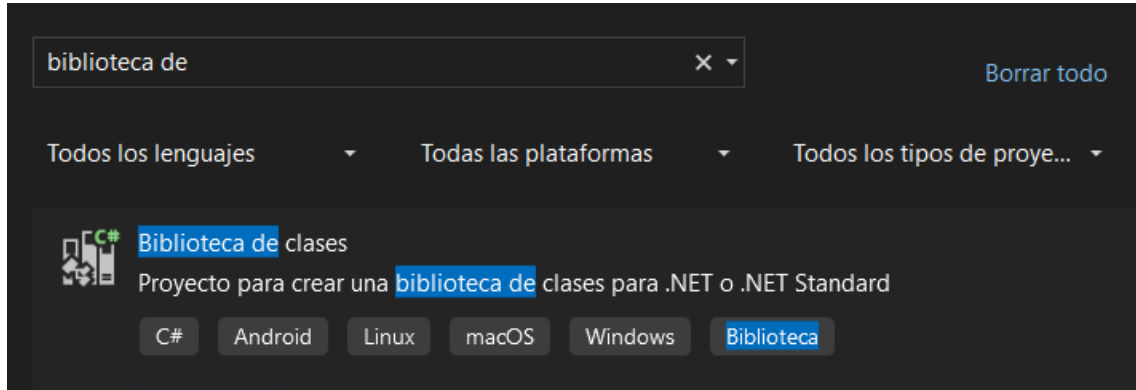 biblioteca de
Borrar todo
Todos los lenguajes Todas las plataformas Todos los tipos de proye...
C#
Biblioteca de clases
Proyecto para crear una biblioteca de clases para .NET o .NET Standard
C# Android Linux macOS Windows Biblioteca